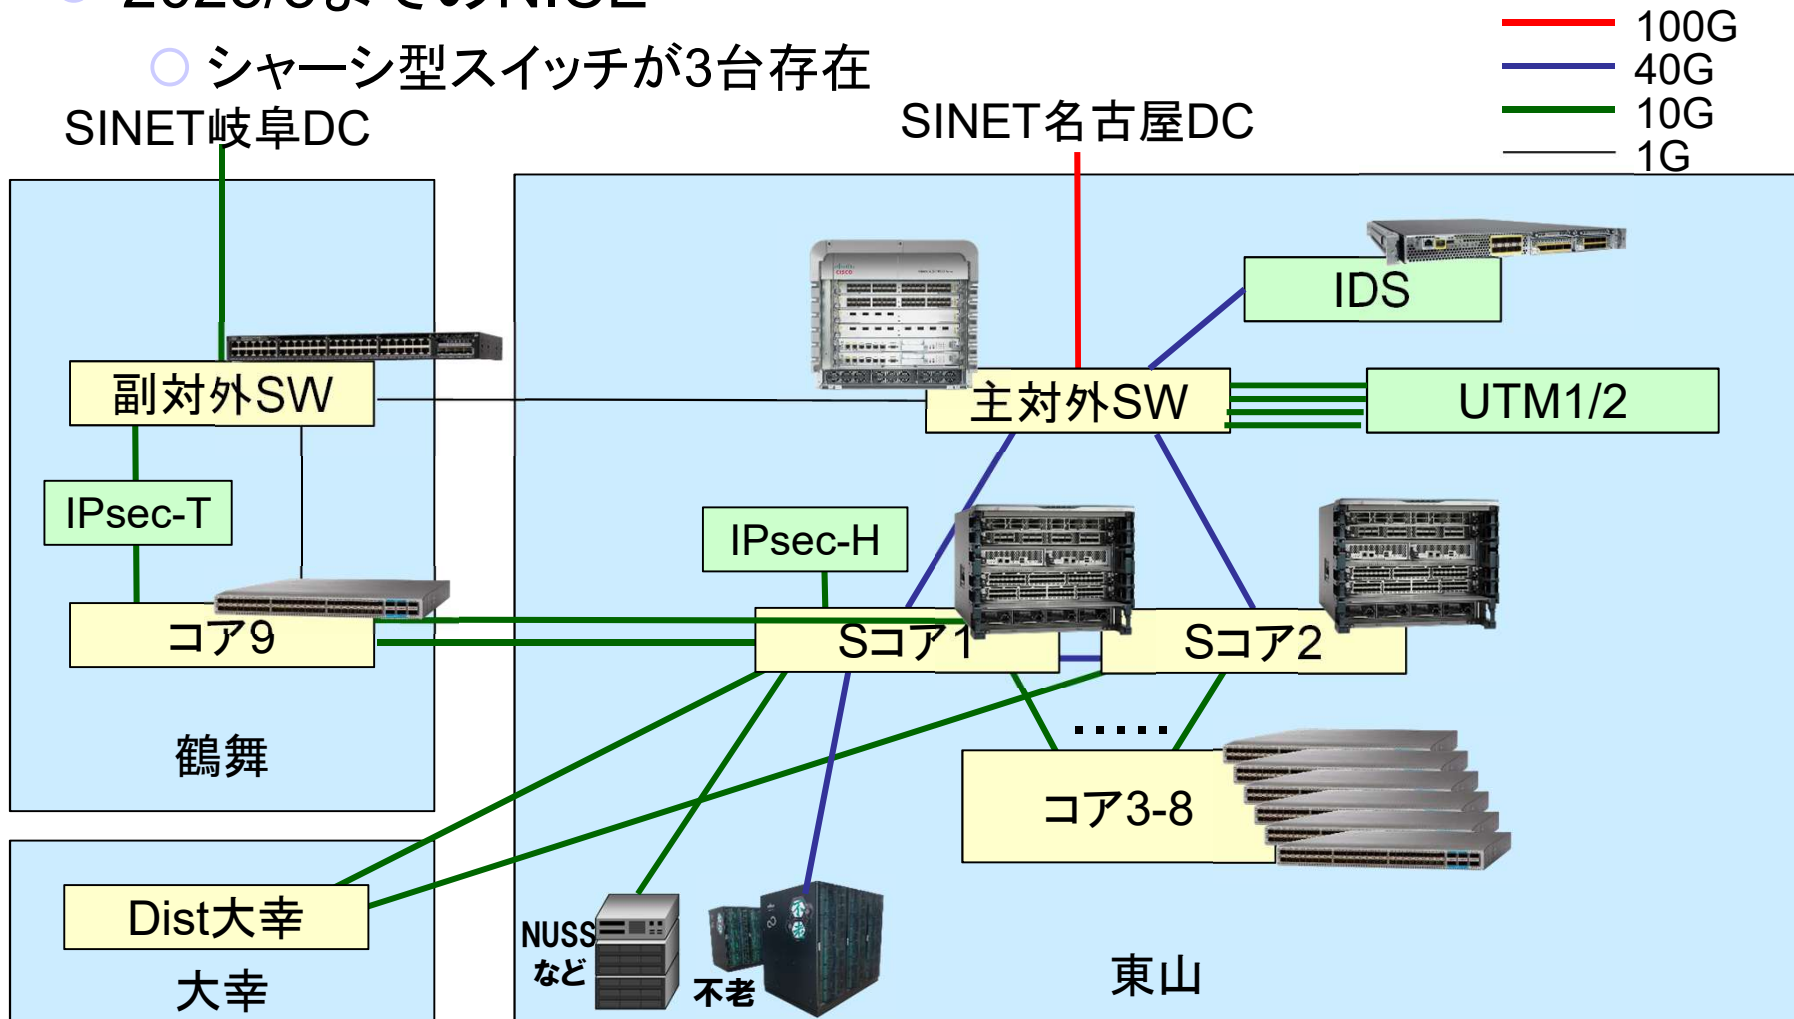 シャーシ型スイッチが3台存在
100G
40G
10G
1G
SINET岐阜DC
SINET名古屋DC
IDS
副対外SW
主対外SW
UTM1/2
IPsec-T
IPsec-H
コア9
Sコア1
Sコア2
鶴舞
.....
コア3-8
Dist大幸
大幸
NUSS
など
不老
東山
CISCO